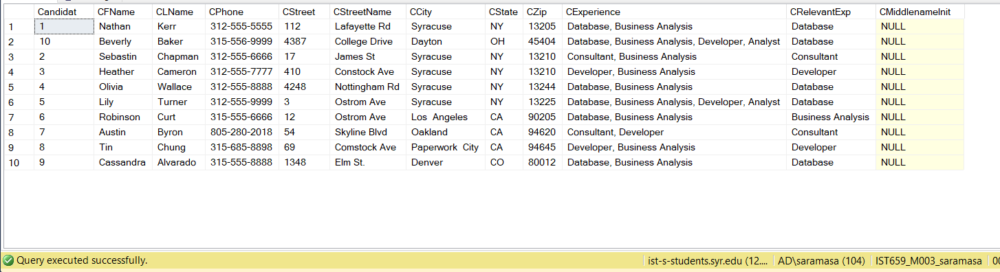 Candidat CFName CLName CPhone CStreet CStreetName CCity CState CZip CExperience CRelevantExp CMiddlenameInit
1 1 Nathan Kerr 312-555-5555 112 Lafayette Rd Syracuse NY 13205 Database, Business Analysis Database NULL
2 10 Beverly Baker 315-556-9999 4387 College Drive Dayton OH 45404 Database, Business Analysis, Developer, Analyst Database NULL
3 2 Sebastin Chapman 312-555-6666 17 James St Syracuse NY 13210 Consultant, Business Analysis Consultant NULL
4 3 Heather Cameron 312-555-7777 410 Constock Ave Syracuse NY 13210 Developer, Business Analysis Developer NULL
5 4 Olivia Wallace 312-555-8888 4248 Nottingham Rd Syracuse NY 13244 Database, Business Analysis Database NULL
6 5 Lily Turner 312-555-9999 3 Ostrom Ave Syracuse NY 13225 Database, Business Analysis, Developer, Analyst Database NULL
7 6 Robinson Curt 315-555-6666 12 Ostrom Ave Los Angeles CA 90205 Database, Business Analysis Business Analysis NULL
8 7 Austin Byron 805-280-2018 54 Skyline Blvd Oakland CA 94620 Consultant, Developer Consultant NULL
9 8 Tin Chung 315-685-8898 69 Comstock Ave Paperwork City CA 94645 Developer, Business Analysis Developer NULL
10 9 Cassandra Alvarado 315-555-8888 1348 Elm St. Denver CO 80012 Database, Business Analysis Database NULL
Query executed successfully. ist-s-students.syr.edu (12.... AD\saramasa (104) IST659_M003_saramasa